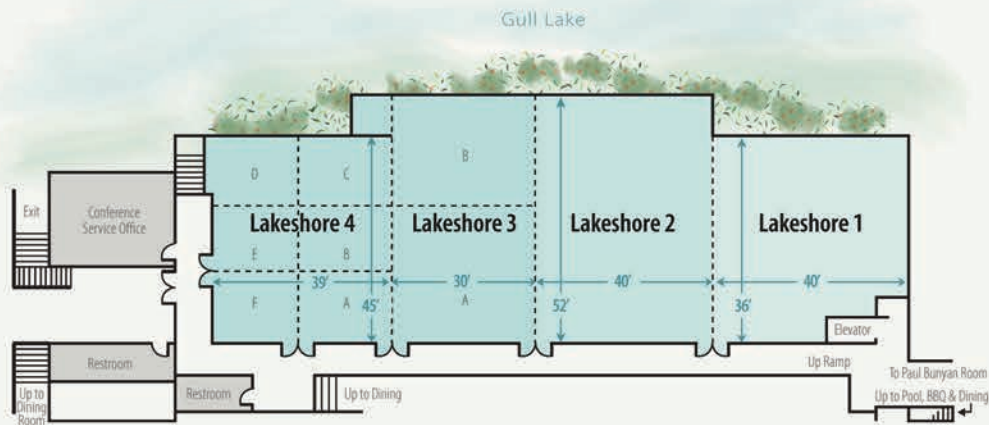 Gull Lake
D
C
B
Exit
Conference
Service Office
Lakeshore 4
Lakeshore 3
Lakeshore 2
Lakeshore 1
E
B
39′
30′
40′
40′
F
A
45′
A
52′
36′
Elevator
Restroom
Up Ramp
To Paul Bunyan Room
Up to
Dining
Room
Restroom
Up to Dining
Up to Pool, BBQ & Dining